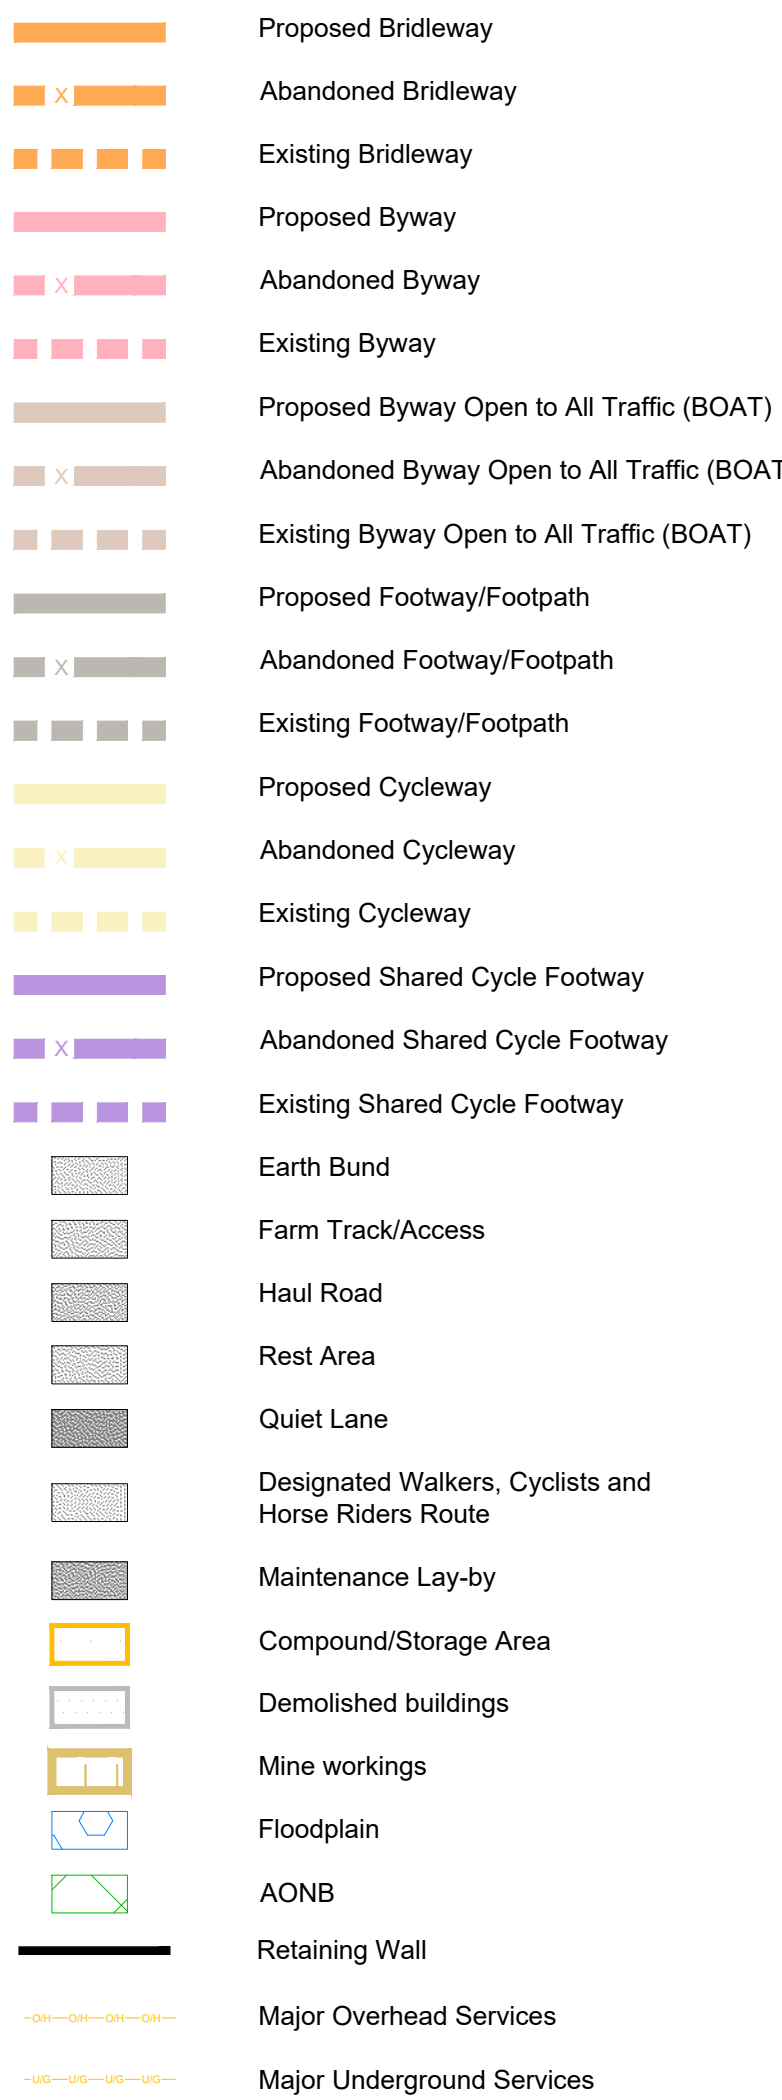 Proposed Bridleway
X Abandoned Bridleway
Existing Bridleway
Proposed Byway
X Abandoned Byway
Existing Byway
Proposed Byway Open to All Traffic (BOAT)
X Abandoned Byway Open to All Traffic (BOAT
Existing Byway Open to All Traffic (BOAT)
Proposed Footway/Footpath
X Abandoned Footway/Footpath
Existing Footway/Footpath
Proposed Cycleway
X Abandoned Cycleway
Existing Cycleway
Proposed Shared Cycle Footway
X Abandoned Shared Cycle Footway
Existing Shared Cycle Footway
Earth Bund
Farm Track/Access
Haul Road
Rest Area
Quiet Lane
Designated Walkers, Cyclists and
Horse Riders Route
Maintenance Lay-by
Compound/Storage Area
Demolished buildings
Mine workings
Floodplain
AONB
Retaining Wall
O/H O/H O/H O/H Major Overhead Services
U/G U/G U/G U/G Major Underground Services